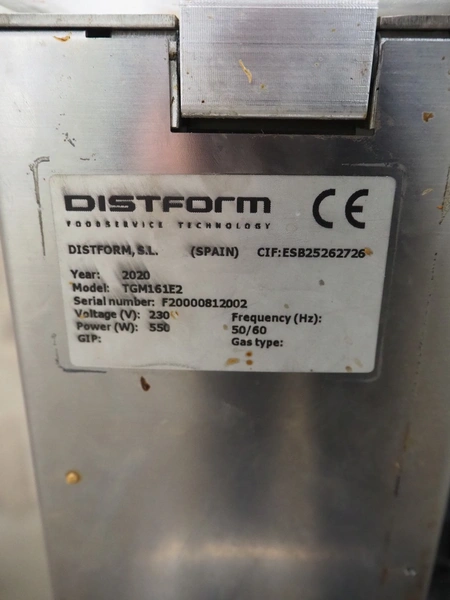 DISTFORM
FOODSERVICE TECHNOLOGY
CE
DISTFORM, S.L. (SPAIN) CIF:ESB25262726
Year: 2020
Model: TGM161E2
Serial number: F20000812002
Voltage (V): 230 Frequency (Hz):
Power (W): 550 50/60
GIP: Gas type: